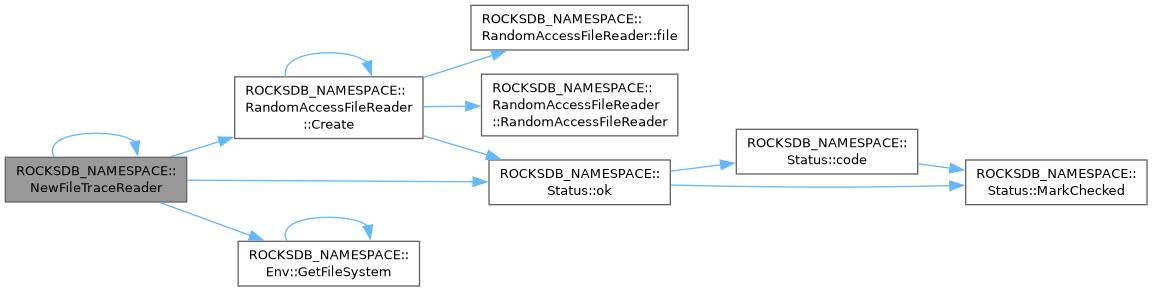 ROCKSDB_NAMESPACE::
NewFileTraceReader
ROCKSDB_NAMESPACE::
RandomAccessFileReader
::Create
ROCKSDB_NAMESPACE::
RandomAccessFileReader::file
ROCKSDB_NAMESPACE::
RandomAccessFileReader
::RandomAccessFileReader
ROCKSDB_NAMESPACE::
Status::ok
ROCKSDB_NAMESPACE::
Status::code
ROCKSDB_NAMESPACE::
Status::MarkChecked
ROCKSDB_NAMESPACE::
Env::GetFileSystem